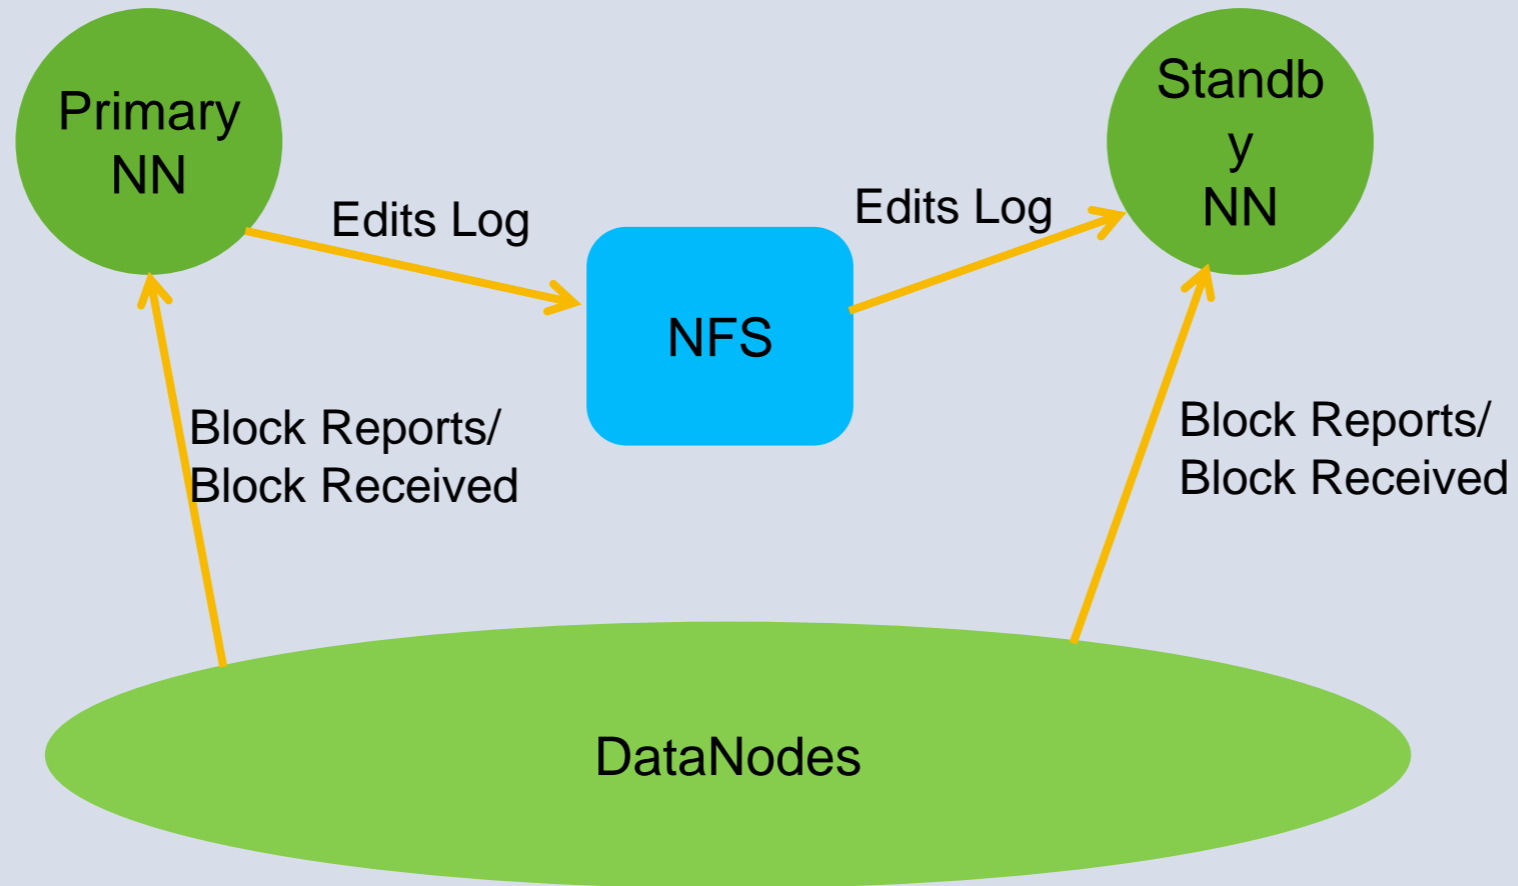 Primary
NN
Standb
y
NN
Edits Log
Edits Log
NFS
Block Reports/
Block Received
Block Reports/
Block Received
DataNodes